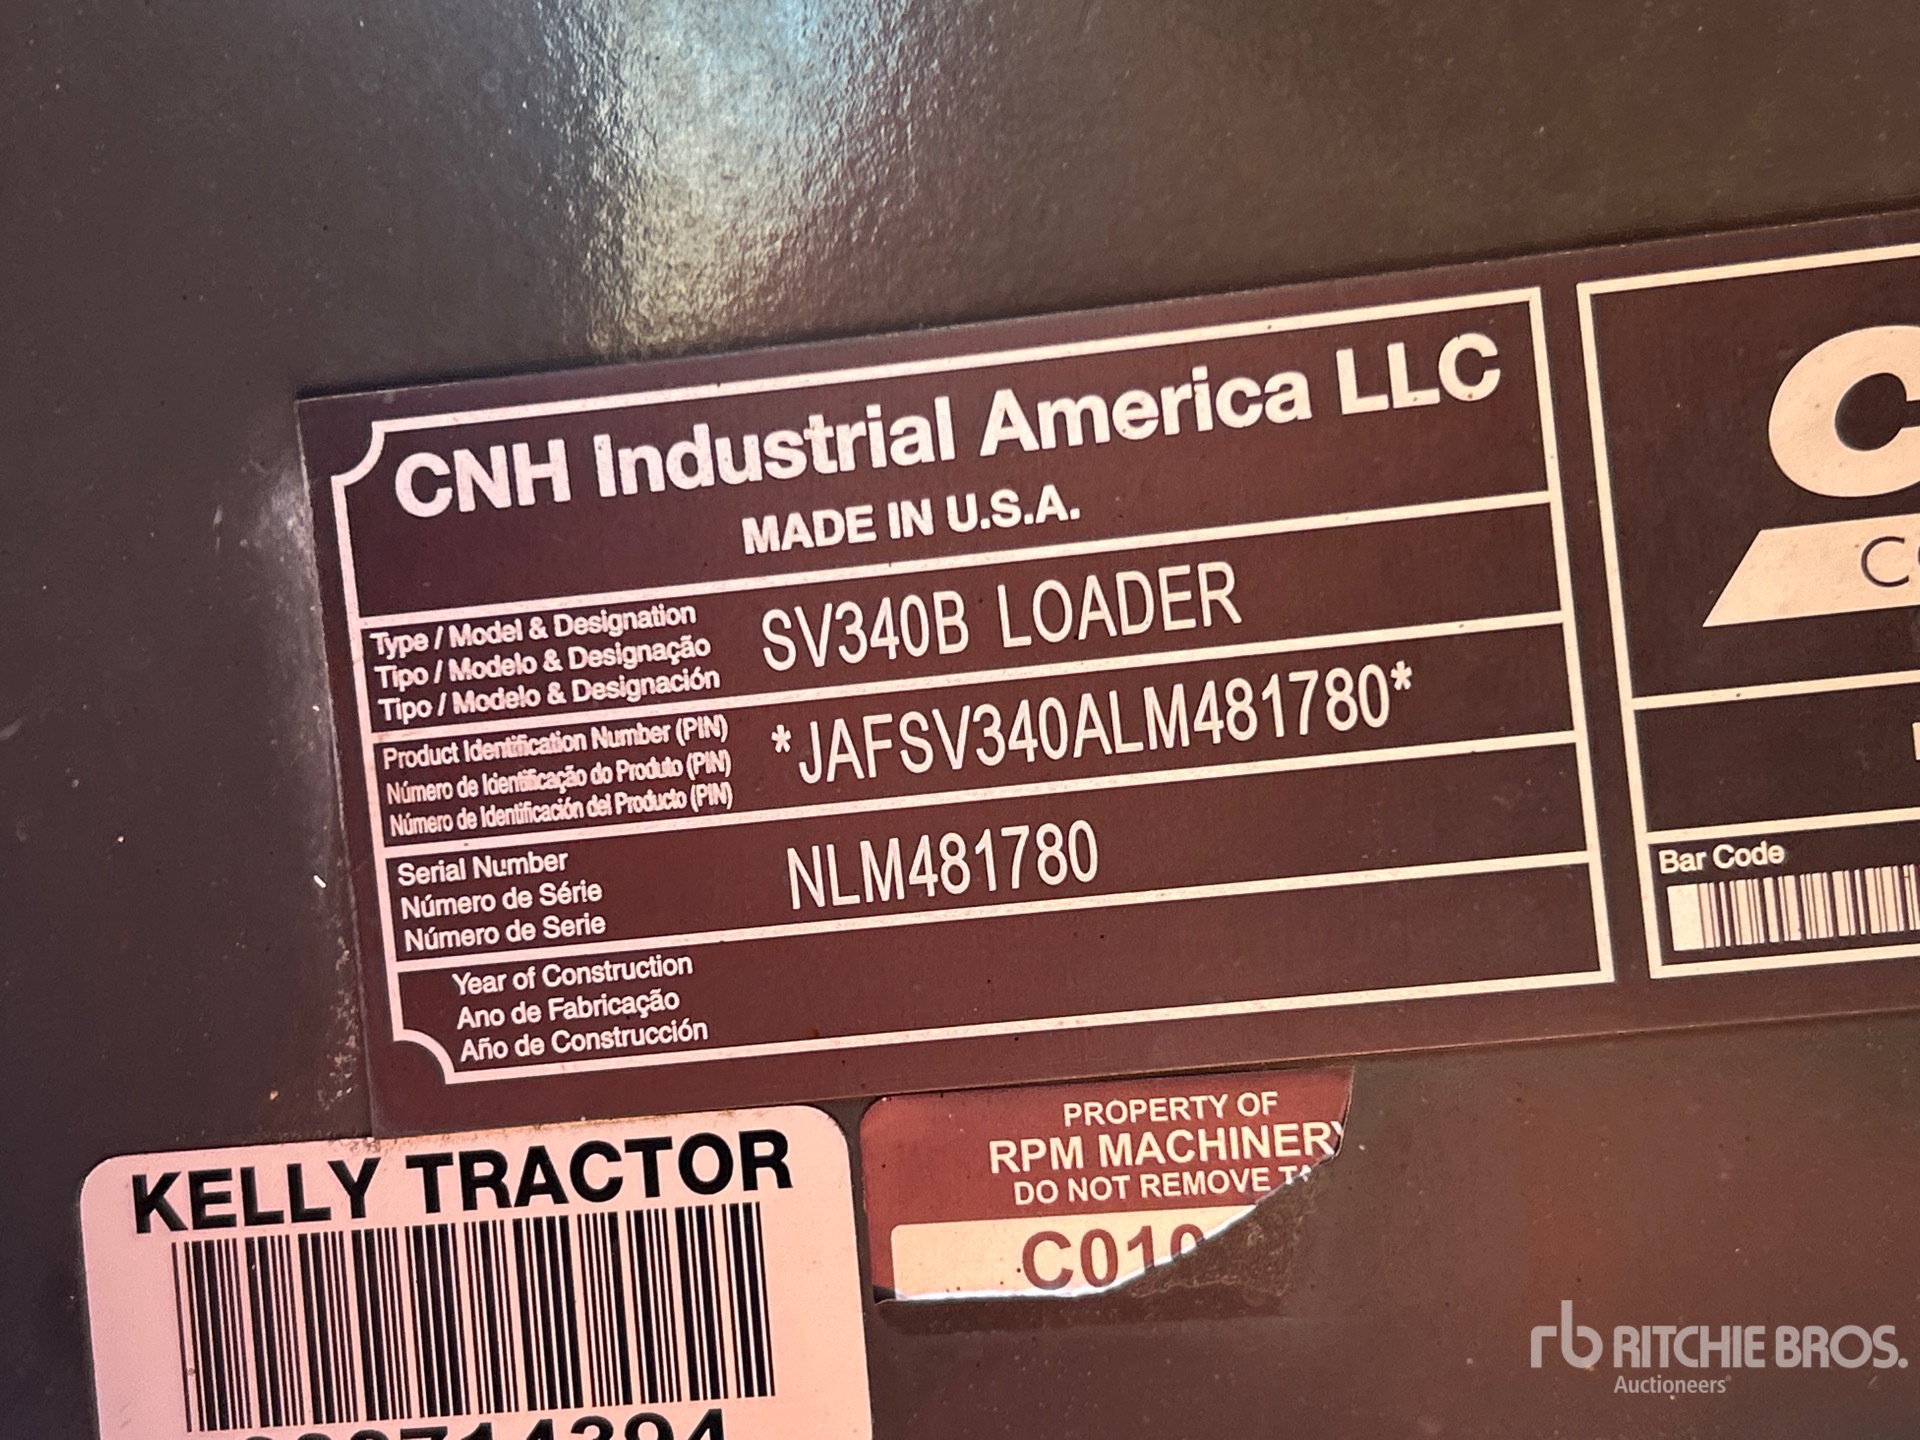 CNH Industrial America LLC
MADE IN U.S.A.
Type / Model & Designation
Tipo / Modelo & Designação
Tipo / Modelo & Designación
SV340B LOADER
Product Identification Number (PIN)
Número de Identificação do Produto (PIN)
Número de Identificación del Producto (PIN)
*JAFSV340ALM481780*
Serial Number
Número de Série
Número de Serie
NLM481780
Year of Construction
Ano de Fabricação
Año de Construcción
Bar Code
KELLY TRACTOR
PROPERTY OF
RPM MACHINERY
DO NOT REMOVE
C010
rb RITCHIE BROS.
Auctioneers